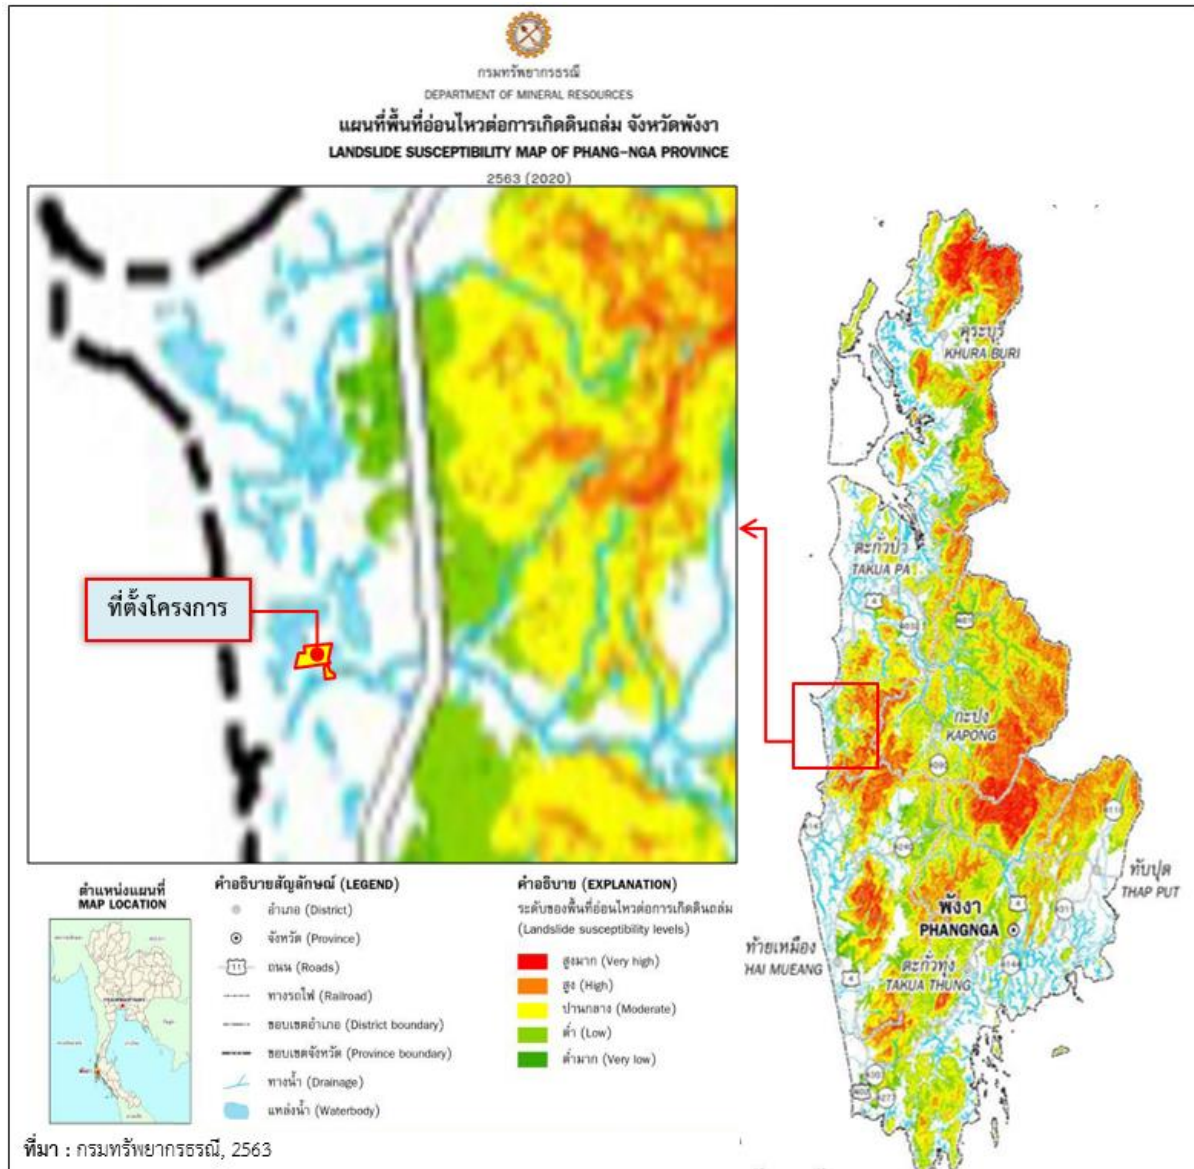 กรมทรัพยากรธรณี
DEPARTMENT OF MINERAL RESOURCES
แผนที่พื้นที่อ่อนไหวต่อการเกิดดินถล่ม จังหวัดพังงา
LANDSLIDE SUSCEPTIBILITY MAP OF PHANG-NGA PROVINCE
2563 (2020)
ที่ตั้งโครงการ
คุระบุรี
KHURA BURI
ตะกั่วป่า
TAKUA PA
4
4032
401
กะปง
KAPONG
4090
4240
ทับปุด
THAP PUT
พังงา
PHANGNGA
4
4144
ท้ายเหมือง
HAI MUEANG
4
ตะกั่วทุ่ง
TAKUA THUNG
402
ตำแหน่งแผนที่
MAP LOCATION
คำอธิบายสัญลักษณ์ (LEGEND)
อำเภอ (District)
จังหวัด (Province)
11 ถนน (Roads)
ทางรถไฟ (Railroad)
ขอบเขตอำเภอ (District boundary)
ขอบเขตจังหวัด (Province boundary)
ทางน้ำ (Drainage)
แหล่งน้ำ (Waterbody)
คำอธิบาย (EXPLANATION)
ระดับของพื้นที่อ่อนไหวต่อการเกิดดินถล่ม
(Landslide susceptibility levels)
สูงมาก (Very high)
สูง (High)
ปานกลาง (Moderate)
ต่ำ (Low)
ต่ำมาก (Very low)
ที่มา : กรมทรัพยากรธรณี, 2563